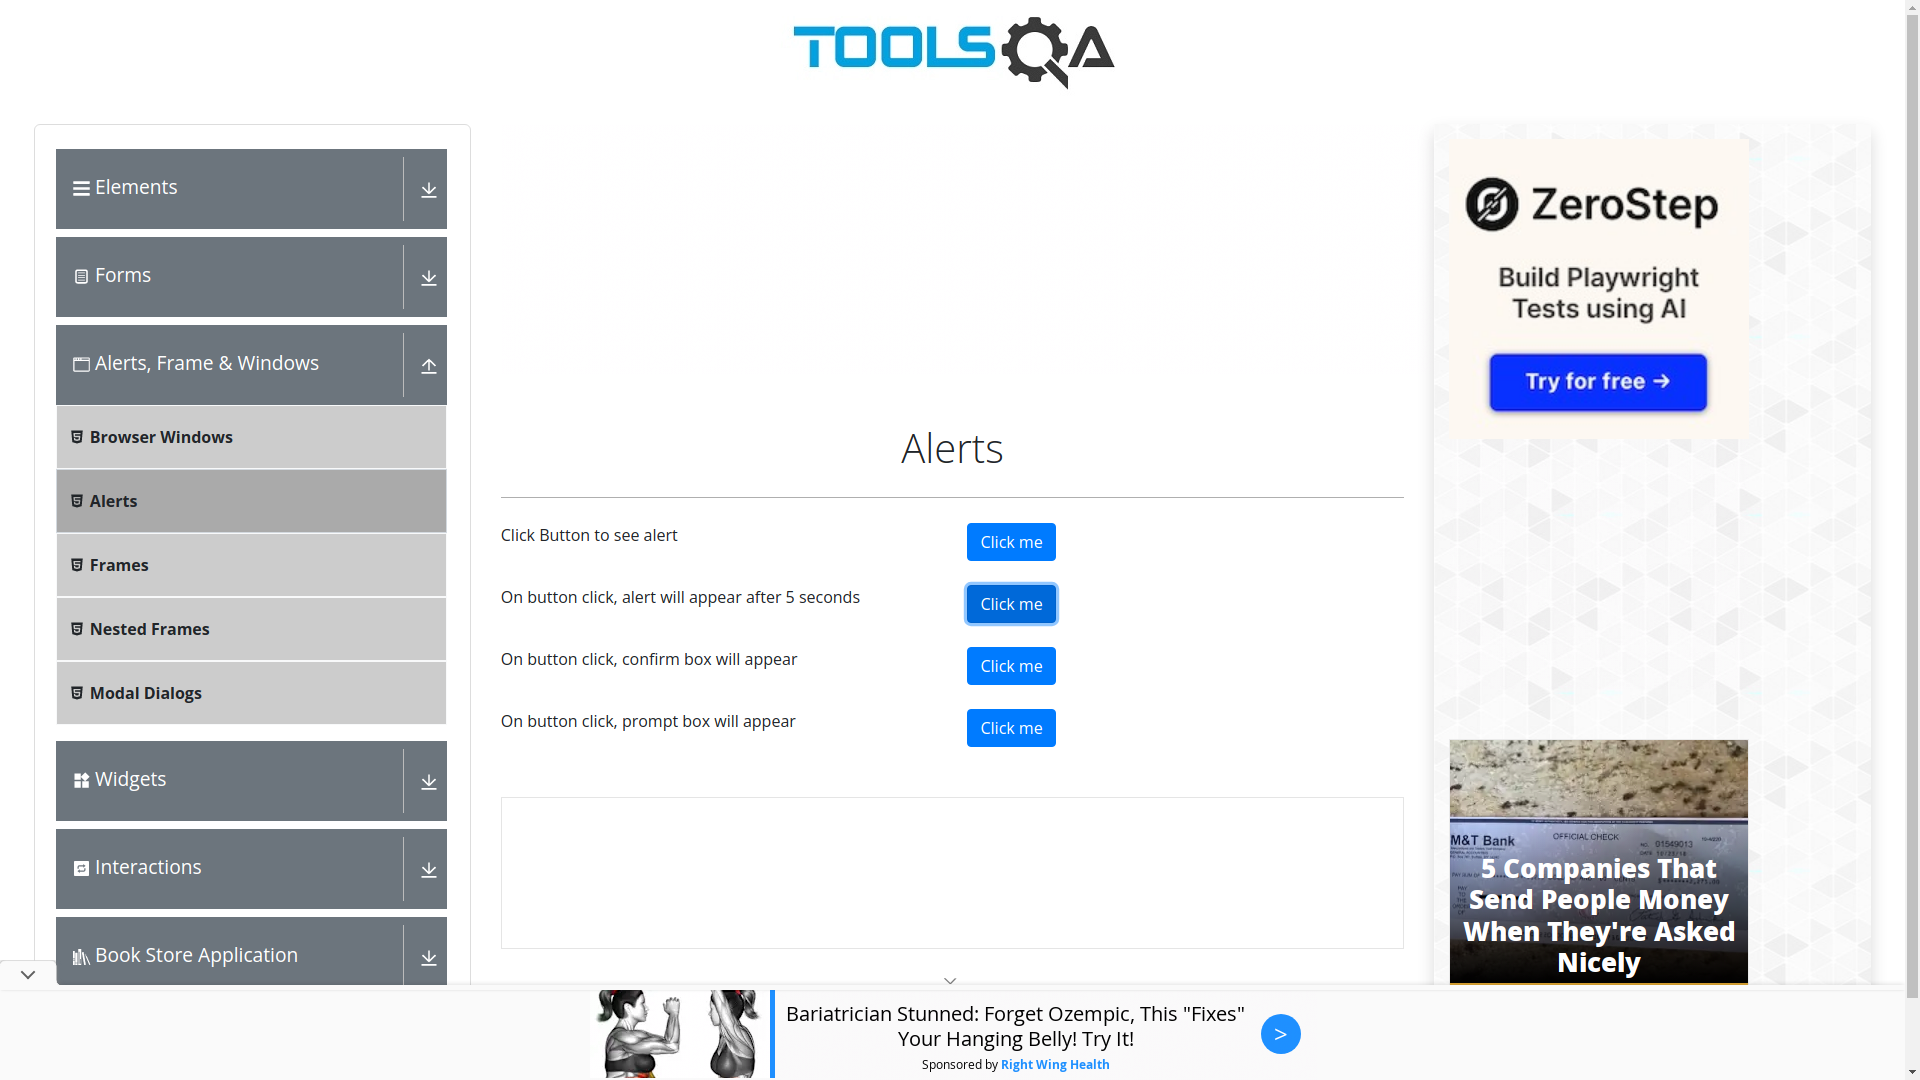 TOOLSQA
Elements
Forms
Alerts, Frame & Windows
Browser Windows
Alerts
Frames
Nested Frames
Modal Dialogs
Widgets
Interactions
Book Store Application
Alerts
Click Button to see alert
Click me
On button click, alert will appear after 5 seconds
Click me
On button click, confirm box will appear
Click me
On button click, prompt box will appear
Click me
ZeroStep
Build Playwright
Tests using AI
Try for free →
M&T Bank
OFFICIAL CHECK
5 Companies That
Send People Money
When They're Asked
Nicely
Bariatrician Stunned: Forget Ozempic, This "Fixes"
Your Hanging Belly! Try It!
Sponsored by Right Wing Health
>